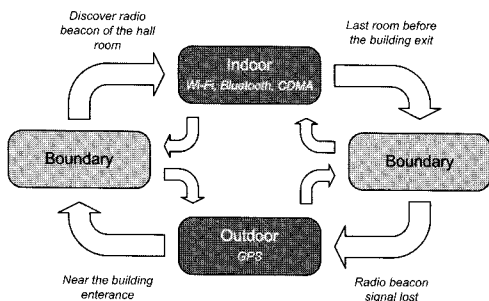 Discover radio
beacon of the hall
room
Last room before
the building exit
Indoor
Wi-Fi, Bluetooth, CDMA
Boundary
Boundary
Outdoor
GPS
Near the building
enterance
Radio beacon
signal lost